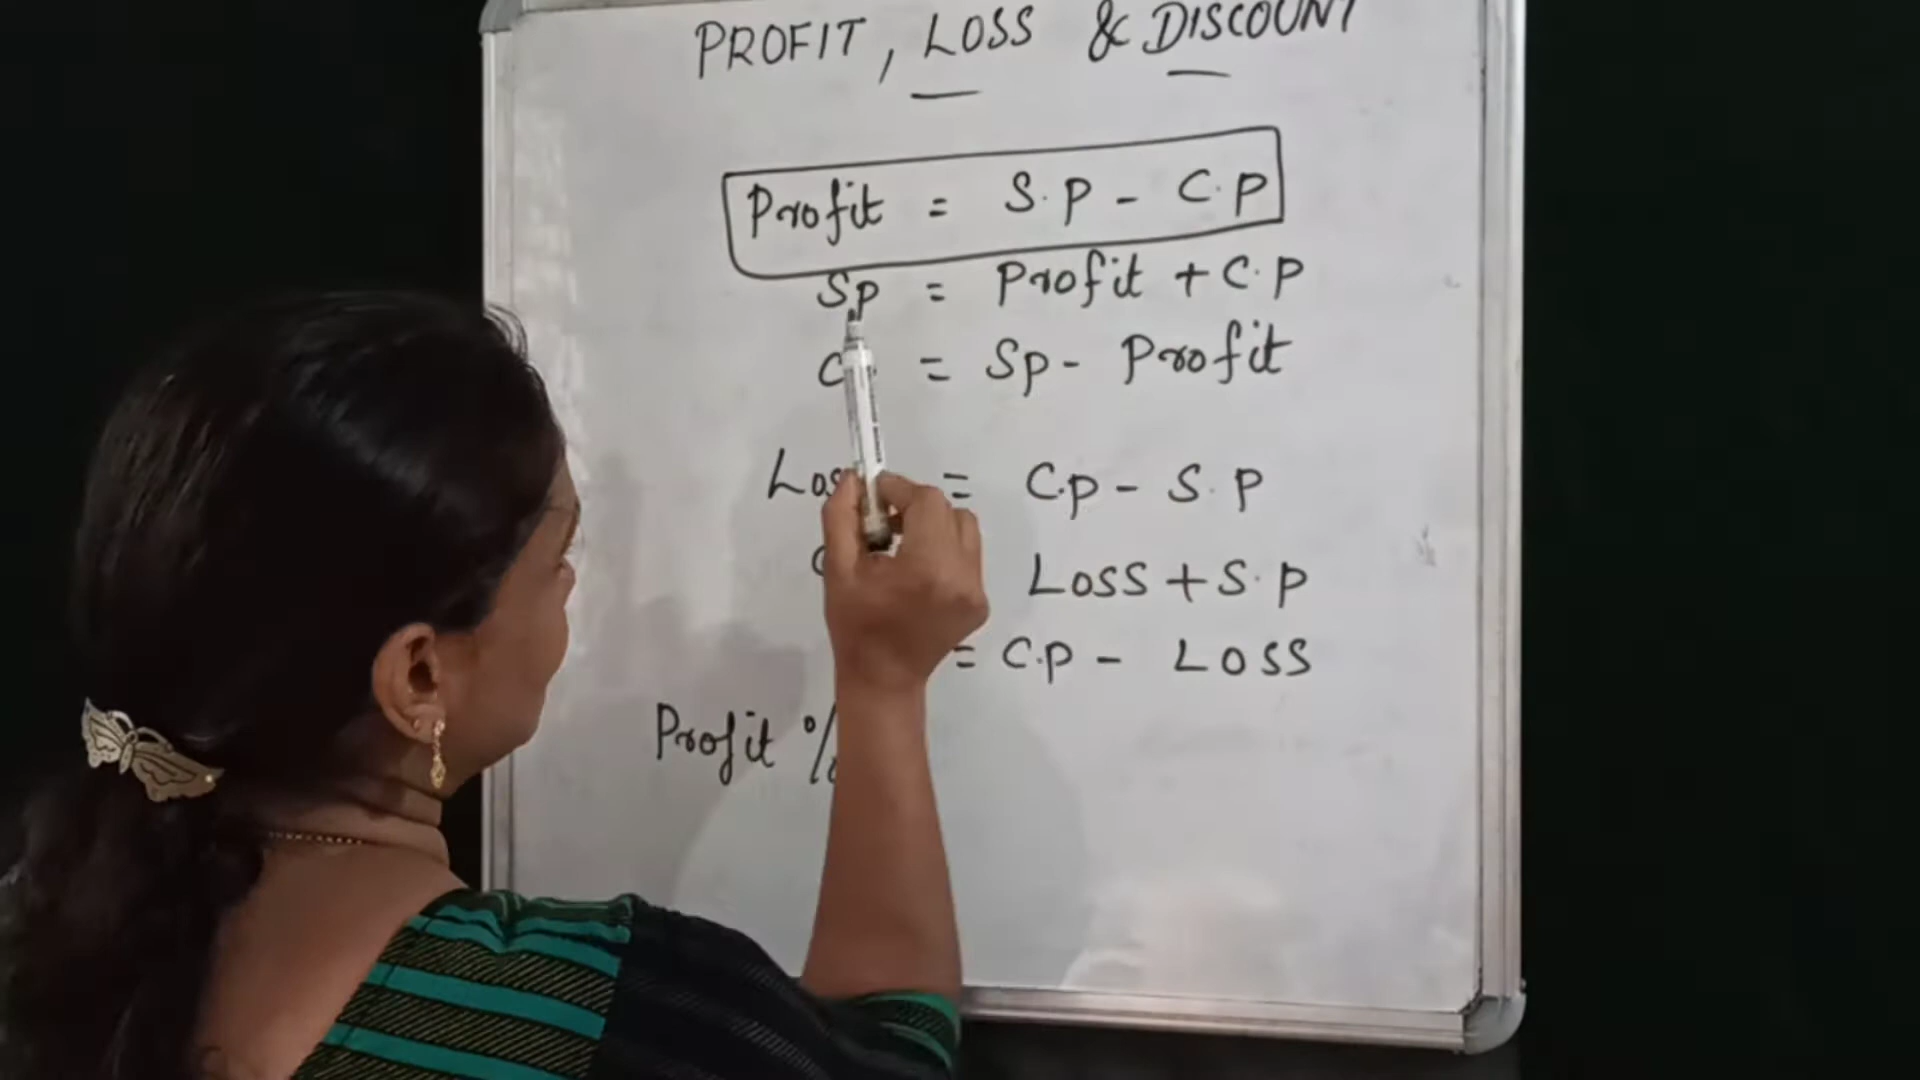 PROFIT, LOSS & DISCOUNT
Profit = S.P - C.P
SP = Profit + C.P
= SP - Profit
= C.P - S.P
Loss + S.P
= C.P - Loss
Profit %